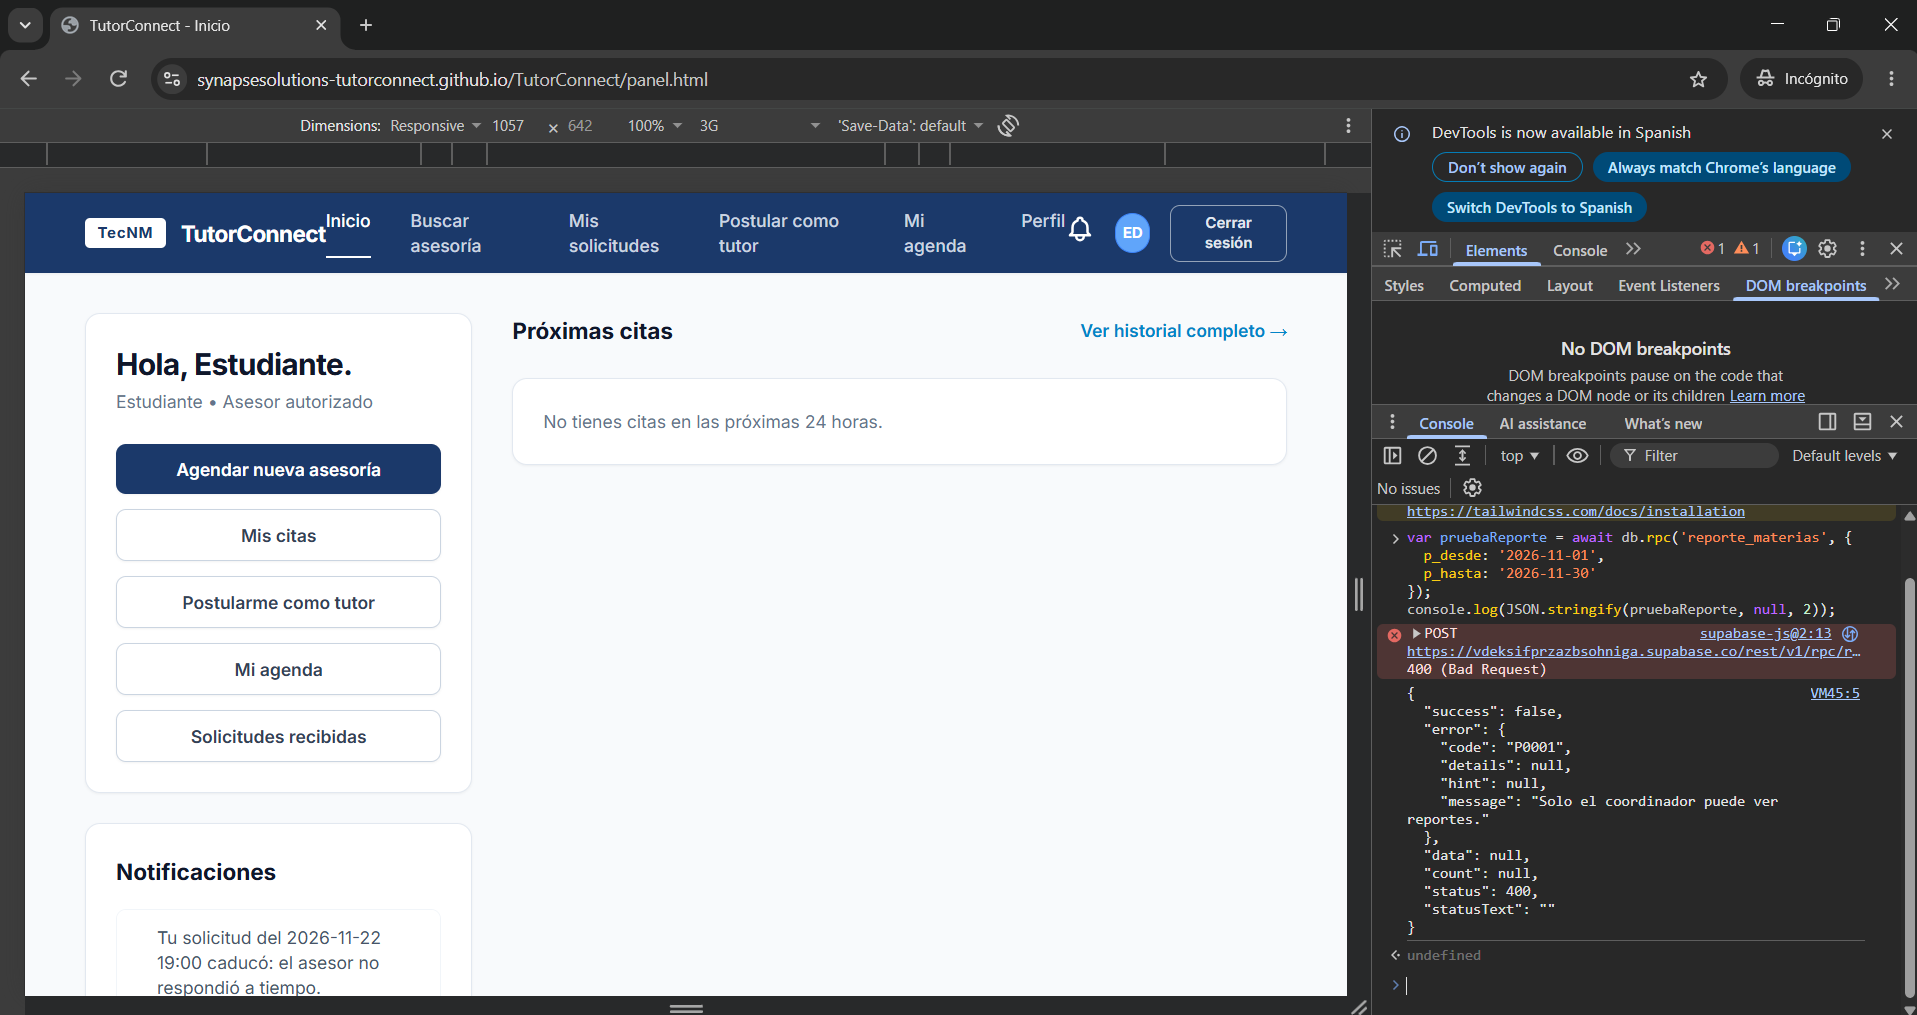 TutorConnect - Inicio
synapsesolutions-tutorconnect.github.io/TutorConnect/panel.html
Incógnito
Dimensions: Responsive 1057 × 642 100% 3G 'Save-Data': default
TecNM TutorConnect
Inicio
Buscar
asesoría
Mis
solicitudes
Postular como
tutor
Mi
agenda
Perfil
ED
Cerrar
sesión
Hola, Estudiante.
Estudiante • Asesor autorizado
Agendar nueva asesoría
Mis citas
Postularme como tutor
Mi agenda
Solicitudes recibidas
Notificaciones
Tu solicitud del 2026-11-22
19:00 caducó: el asesor no
respondió a tiempo.
Próximas citas
Ver historial completo →
No tienes citas en las próximas 24 horas.
DevTools is now available in Spanish
Don't show again
Always match Chrome's language
Switch DevTools to Spanish
Elements Console 1 1
Styles Computed Layout Event Listeners DOM breakpoints
No DOM breakpoints
DOM breakpoints pause on the code that
changes a DOM node or its children Learn more
Console AI assistance What's new
top Filter Default levels
No issues
https://tailwindcss.com/docs/installation
var pruebaReporte = await db.rpc('reporte_materias', {
p_desde: '2026-11-01',
p_hasta: '2026-11-30'
});
console.log(JSON.stringify(pruebaReporte, null, 2));
POST supabase-js@2:13
https://vdeksifprzazbsohniga.supabase.co/rest/v1/rpc/r…
400 (Bad Request)
{ VM45:5
"success": false,
"error": {
"code": "P0001",
"details": null,
"hint": null,
"message": "Solo el coordinador puede ver
reportes."
},
"data": null,
"count": null,
"status": 400,
"statusText": ""
}
undefined